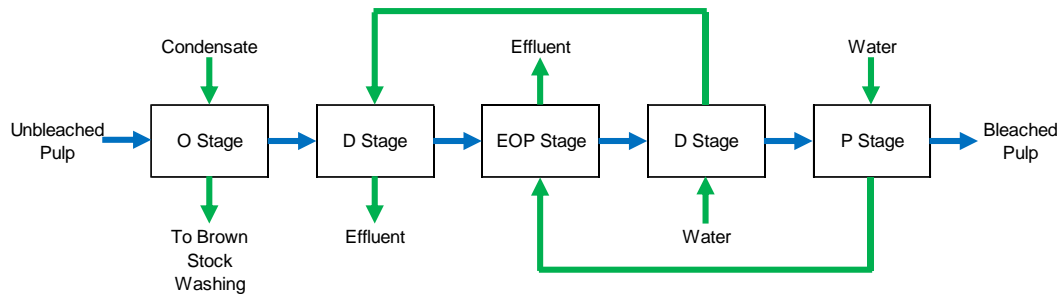 Condensate
Effluent
Water
Unbleached
Pulp
O Stage
D Stage
EOP Stage
D Stage
P Stage
Bleached
Pulp
To Brown
Stock
Washing
Effluent
Water